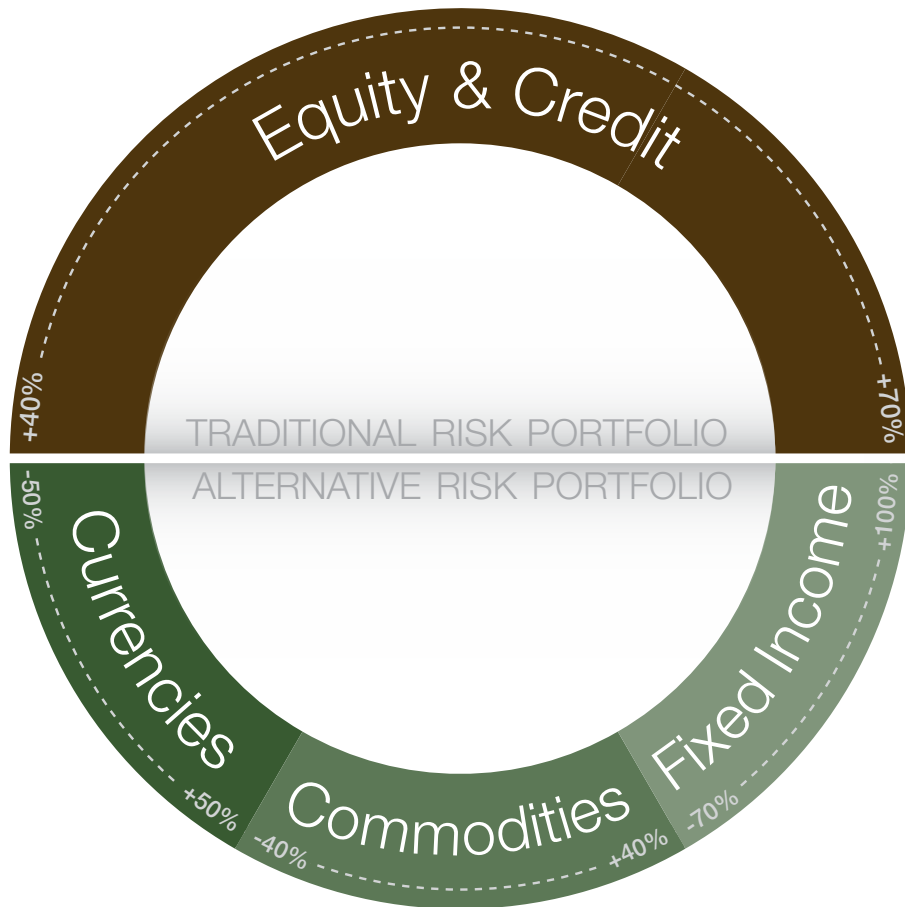 Equity & Credit
+40%
+70%
TRADITIONAL RISK PORTFOLIO
ALTERNATIVE RISK PORTFOLIO
-50%
Currencies
+50%
-40%
Commodities
+40%
-70%
Fixed Income
+100%